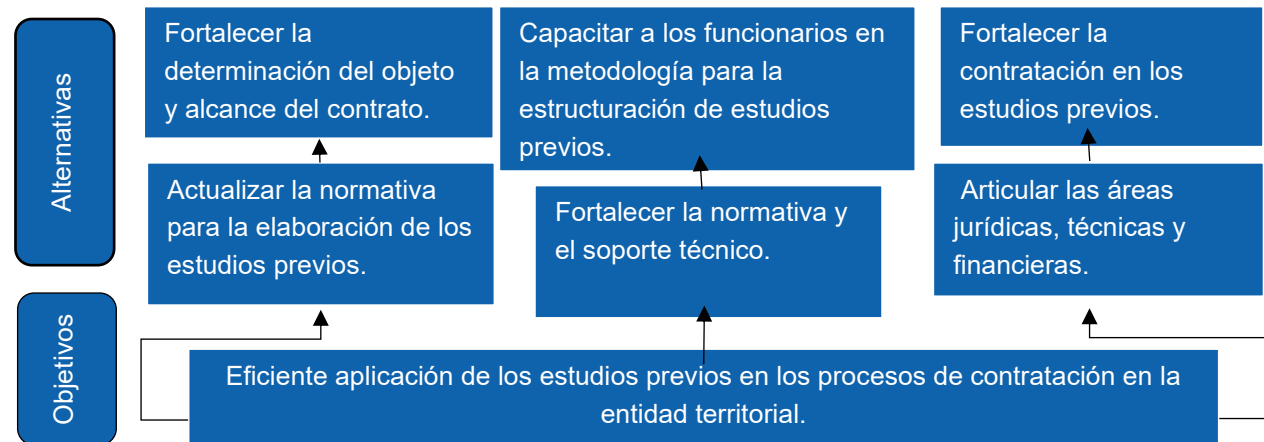 Alternativas
Fortalecer la
determinación del objeto
y alcance del contrato.
Capacitar a los funcionarios en
la metodología para la
estructuración de estudios
previos.
Fortalecer la
contratación en los
estudios previos.
Actualizar la normativa
para la elaboración de los
estudios previos.
Fortalecer la normativa y
el soporte técnico.
Articular las áreas
jurídicas, técnicas y
financieras.
Objetivos
Eficiente aplicación de los estudios previos en los procesos de contratación en la
entidad territorial.